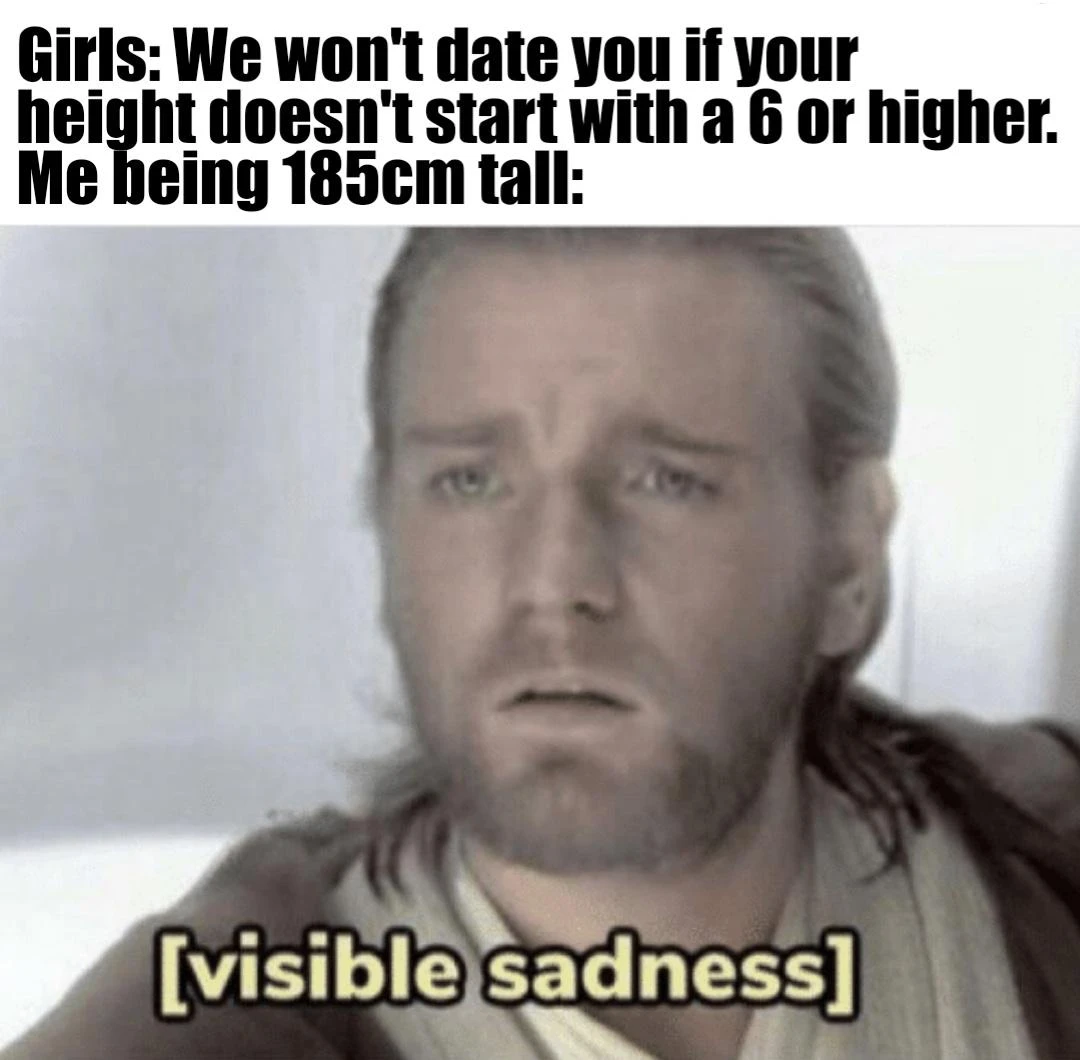 Girls: We won't date you if your
height doesn't start with a 6 or higher.
Me being 185cm tall:
[visible sadness]